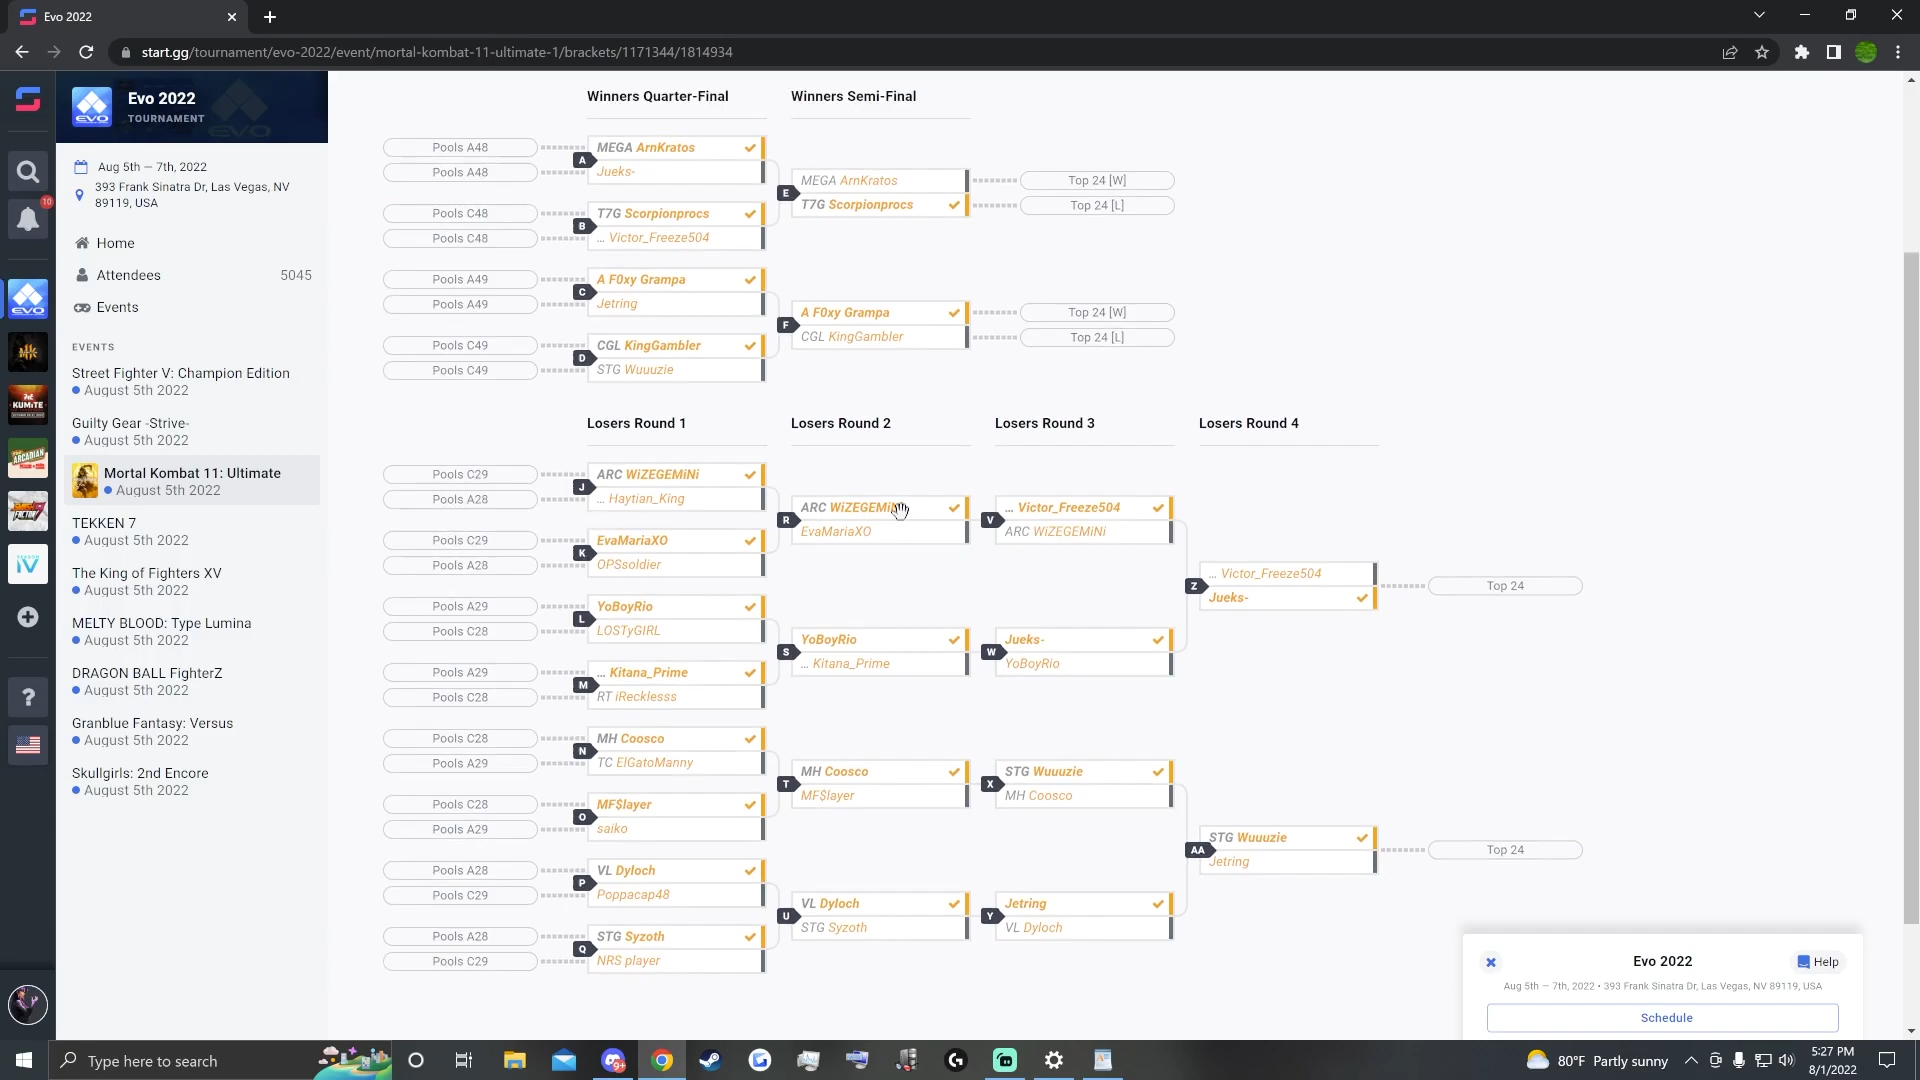 Evo 2022
start.gg/tournament/evo-2022/event/mortal-kombat-11-ultimate-1/brackets/1171344/1814934
10
Evo 2022
TOURNAMENT
EVO
Aug 5th — 7th, 2022
393 Frank Sinatra Dr, Las Vegas, NV
89119, USA
Home
Attendees 5045
Events
EVENTS
Street Fighter V: Champion Edition
August 5th 2022
Guilty Gear -Strive-
August 5th 2022
Mortal Kombat 11: Ultimate
August 5th 2022
TEKKEN 7
August 5th 2022
The King of Fighters XV
August 5th 2022
MELTY BLOOD: Type Lumina
August 5th 2022
DRAGON BALL FighterZ
August 5th 2022
Granblue Fantasy: Versus
August 5th 2022
Skullgirls: 2nd Encore
August 5th 2022
Winners Quarter-Final
Winners Semi-Final
Pools A48
Pools A48
A
MEGA ArnKratos
Jueks-
Pools C48
Pools C48
B
T7G Scorpionprocs
... Victor_Freeze504
Pools A49
Pools A49
C
A F0xy Grampa
Jetring
Pools C49
Pools C49
D
CGL KingGambler
STG Wuuuzie
E
MEGA ArnKratos
T7G Scorpionprocs
Top 24 [W]
Top 24 [L]
F
A F0xy Grampa
CGL KingGambler
Top 24 [W]
Top 24 [L]
Losers Round 1
Losers Round 2
Losers Round 3
Losers Round 4
Pools C29
Pools A28
J
ARC WiZEGEMiNi
... Haytian_King
Pools C29
Pools A28
K
EvaMariaXO
OPSsoldier
Pools A29
Pools C28
L
YoBoyRio
LOSTyGIRL
Pools A29
Pools C28
M
... Kitana_Prime
RT iRecklesss
Pools C28
Pools A29
N
MH Coosco
TC ElGatoManny
Pools C28
Pools A29
O
MF$layer
saiko
Pools A28
Pools C29
P
VL Dyloch
Poppacap48
Pools A28
Pools C29
Q
STG Syzoth
NRS player
R
ARC WiZEGEMiNi
EvaMariaXO
S
YoBoyRio
... Kitana_Prime
T
MH Coosco
MF$layer
U
VL Dyloch
STG Syzoth
V
... Victor_Freeze504
ARC WiZEGEMiNi
W
Jueks-
YoBoyRio
X
STG Wuuuzie
MH Coosco
Y
Jetring
VL Dyloch
Z
... Victor_Freeze504
Jueks-
Top 24
AA
STG Wuuuzie
Jetring
Top 24
Evo 2022
Help
Aug 5th — 7th, 2022 • 393 Frank Sinatra Dr, Las Vegas, NV 89119, USA
Schedule
Type here to search
9+
80°F Partly sunny
5:27 PM
8/1/2022